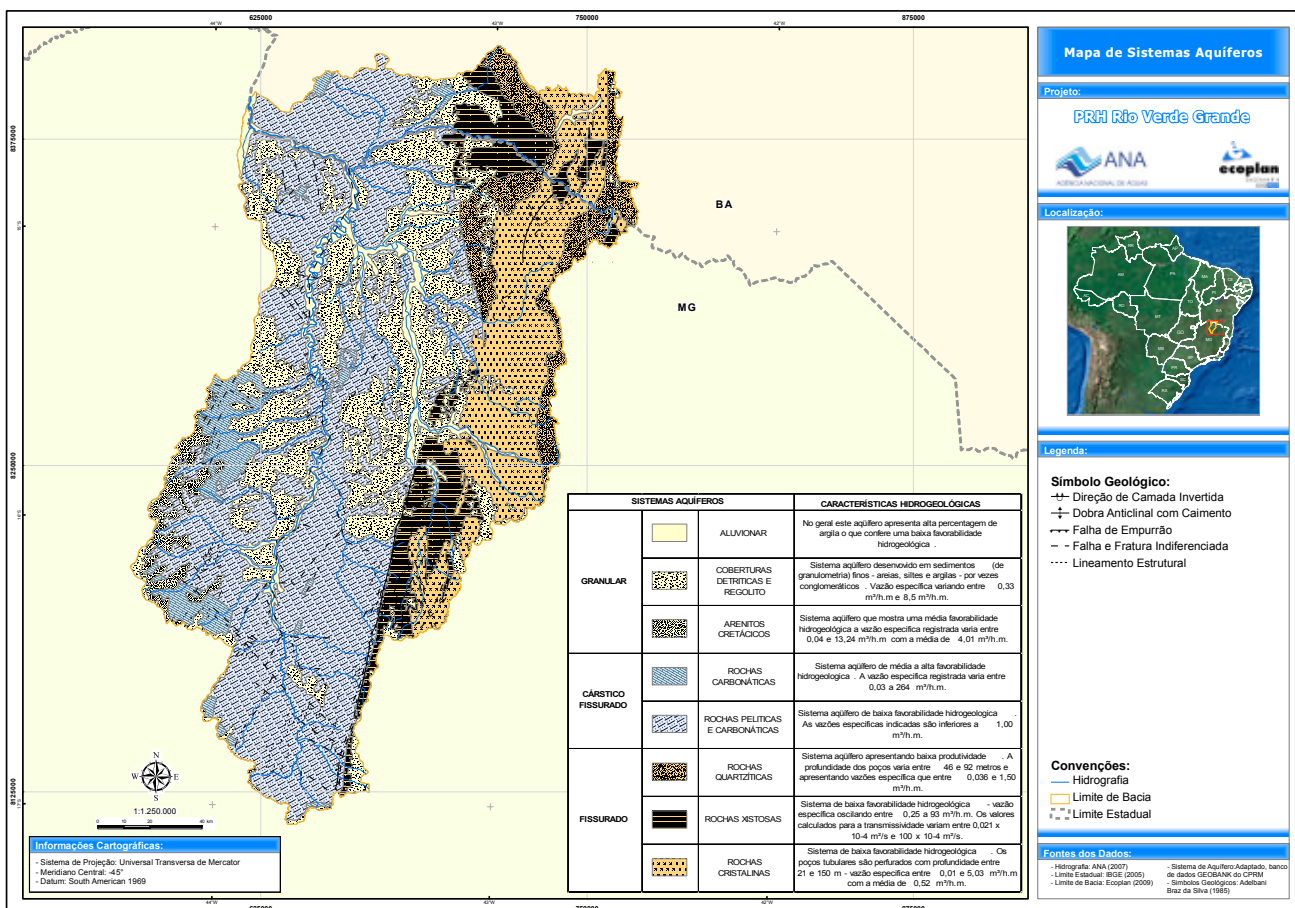 625000
750000
875000
44°W
43°W
42°W
8375000
8250000
8125000
15°S
16°S
17°S
BA
MG
N
W
E
S
1:1.250.000
0 10 20 40 km
Informações Cartográficas:
- Sistema de Projeção: Universal Transversa de Mercator
- Meridiano Central: -45°
- Datum: South American 1969
SISTEMAS AQUÍFEROS
CARACTERÍSTICAS HIDROGEOLÓGICAS
GRANULAR
ALUVIONAR
No geral este aqüífero apresenta alta percentagem de
argila o que confere uma baixa favorabilidade
hidrogeológica .
COBERTURAS
DETRITICAS E
REGOLITO
Sistema aqüífero desenvolvido em sedimentos (de
granulometria) finos - areias, siltes e argilas - por vezes
conglomeráticos . Vazão específica variando entre 0,33
m³/h.m e 8,5 m³/h.m.
ARENITOS
CRETÁCICOS
Sistema aqüífero que mostra uma média favorabilidade
hidrogeológica a vazão especifica registrada varia entre
0,04 e 13,24 m³/h.m com a média de 4,01 m³/h.m.
CÁRSTICO
FISSURADO
ROCHAS
CARBONÁTICAS
Sistema aqüífero de média a alta favorabilidade
hidrogeologica . A vazão especifica registrada varia entre
0,03 a 264 m³/h.m.
ROCHAS PELITICAS
E CARBONÁTICAS
Sistema aqüífero de baixa favorabilidade hidrogeologica .
As vazões especificas indicadas são inferiores a 1,00
m³/h.m.
FISSURADO
ROCHAS
QUARTZÍTICAS
Sistema aqüífero apresentando baixa produtividade . A
profundidade dos poços varia entre 46 e 92 metros e
apresentando vazões específica que entre 0,036 e 1,50
m³/h.m.
ROCHAS XISTOSAS
Sistema de baixa favorabilidade hidrogeológica - vazão
específica oscilando entre 0,25 a 93 m³/h.m. Os valores
calculados para a transmissividade variam entre 0,021 x
10-4 m²/s e 100 x 10-4 m²/s.
ROCHAS
CRISTALINAS
Sistema de baixa favorabilidade hidrogeológica . Os
poços tubulares são perfurados com profundidade entre
21 e 150 m - vazão especifica entre 0,01 e 5,03 m³/h.m
com a média de 0,52 m³/h.m.
44°W
625000
750000
42°W
875000
Mapa de Sistemas Aquíferos
Projeto:
PRH Rio Verde Grande
ANA
AGÊNCIA NACIONAL DE ÁGUAS
ecoplan
Localização:
Legenda:
Símbolo Geológico:
Direção de Camada Invertida
Dobra Anticlinal com Caimento
Falha de Empurrão
Falha e Fratura Indiferenciada
Lineamento Estrutural
Convenções:
Hidrografia
Limite de Bacia
Limite Estadual
Fontes dos Dados:
- Hidrografia: ANA (2007)
- Limite Estadual: IBGE (2005)
- Limite de Bacia: Ecoplan (2009)
- Sistema de Aquífero:Adaptado, banco
de dados GEOBANK do CPRM
- Símbolos Geológicos: Adelbani
Braz da Silva (1985)